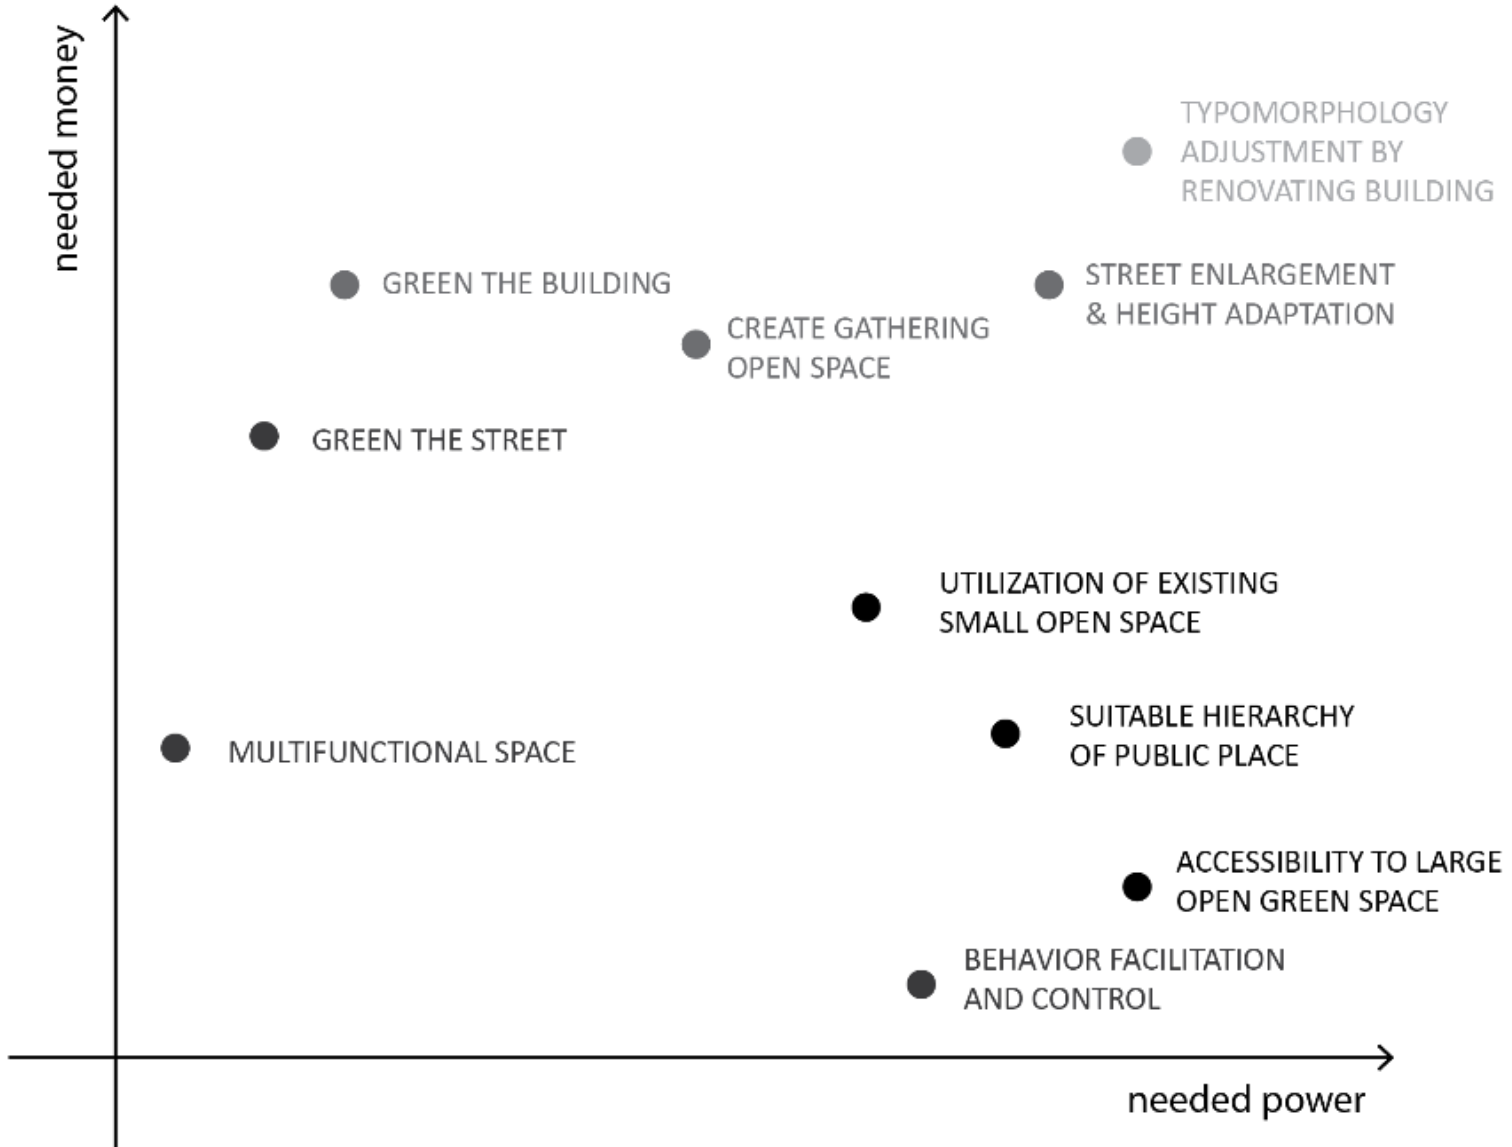 needed money
TYPOMORPHOLOGY
ADJUSTMENT BY
RENOVATING BUILDING
GREEN THE BUILDING
STREET ENLARGEMENT
& HEIGHT ADAPTATION
CREATE GATHERING
OPEN SPACE
GREEN THE STREET
UTILIZATION OF EXISTING
SMALL OPEN SPACE
SUITABLE HIERARCHY
OF PUBLIC PLACE
MULTIFUNCTIONAL SPACE
ACCESSIBILITY TO LARGE
OPEN GREEN SPACE
BEHAVIOR FACILITATION
AND CONTROL
needed power